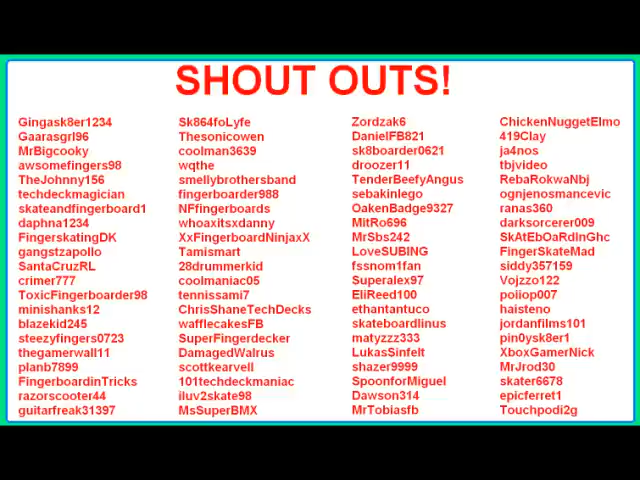 SHOUT OUTS!
Gingask8er1234 Sk864foLyfe Zordzak6 ChickenNuggetElmo
Gaarasgrl96 Thesonicowen DanielFB821 419Clay
MrBigcooky coolman3639 sk8boarder0621 ja4nos
awsomefingers98 wqthe droozer11 tbjvideo
TheJohnny156 smellybrothersband TenderBeefyAngus RebaRokwaNbj
techdeckmagician fingerboarder988 sebakinlego ognjenosmancevic
skateandfingerboard1 NFfingerboards OakenBadge9327 ranas360
daphna1234 whoaxitsxdanny MitRo696 darksorcerer009
FingerskatingDK XxFingerboardNinjaxX MrSbs242 SkAtEbOaRdInGhc
gangstzapollo Tamismart LoveSUBING FingerSkateMad
SantaCruzRL 28drummerkid fssnom1fan siddy357159
crimer777 coolmaniac05 Superalex97 Vojzzo122
ToxicFingerboarder98 tennissami7 EliReed100 poiiop007
minishanks12 ChrisShaneTechDecks ethantantuco haisteno
blazekid245 wafflecakesFB skateboardlinus jordanfilms101
steezyfingers0723 SuperFingerdecker matyzzz333 pin0ysk8er1
thegamerwall11 DamagedWalrus LukasSinfelt XboxGamerNick
planb7899 scottkearvell shazer9999 MrJrod30
FingerboardinTricks 101techdeckmaniac SpoonforMiguel skater6678
razorscooter44 iluv2skate98 Dawson314 epicferret1
guitarfreak31397 MsSuperBMX MrTobiasfb Touchpodi2g